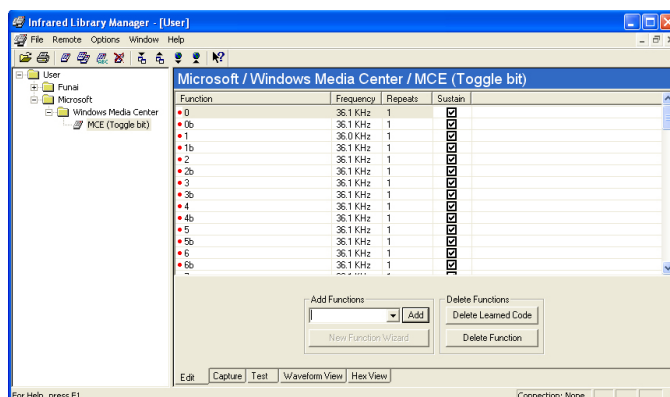 Infrared Library Manager - [User]
File Remote Options Window Help
User
Funai
Microsoft
Windows Media Center
MCE (Toggle bit)
Microsoft / Windows Media Center / MCE (Toggle bit)
Function Frequency Repeats Sustain
0 36.1 KHz 1
0b 36.1 KHz 1
1 36.0 KHz 1
1b 36.1 KHz 1
2 36.1 KHz 1
2b 36.1 KHz 1
3 36.1 KHz 1
3b 36.1 KHz 1
4 36.1 KHz 1
4b 36.1 KHz 1
5 36.1 KHz 1
5b 36.1 KHz 1
6 36.1 KHz 1
6b 36.1 KHz 1
Add Functions
Add
New Function Wizard
Delete Functions
Delete Learned Code
Delete Function
Edit Capture Test Waveform View Hex View
For Help, press F1 Connection: None